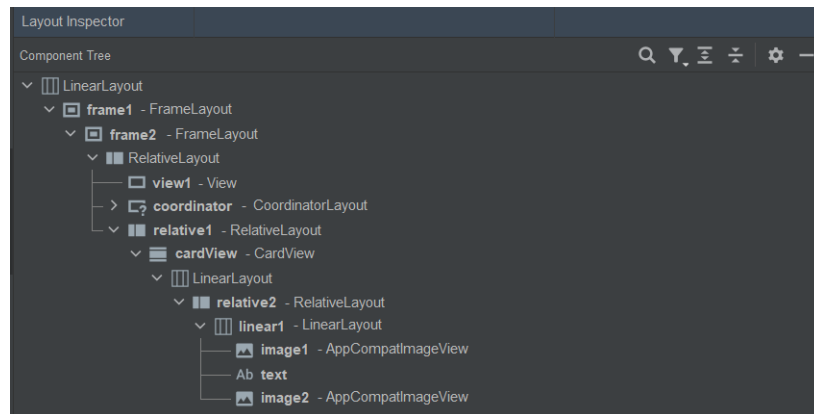 Layout Inspector
Component Tree
LinearLayout
frame1 - FrameLayout
frame2 - FrameLayout
RelativeLayout
view1 - View
coordinator - CoordinatorLayout
relative1 - RelativeLayout
cardView - CardView
LinearLayout
relative2 - RelativeLayout
linear1 - LinearLayout
image1 - AppCompatImageView
Ab text
image2 - AppCompatImageView